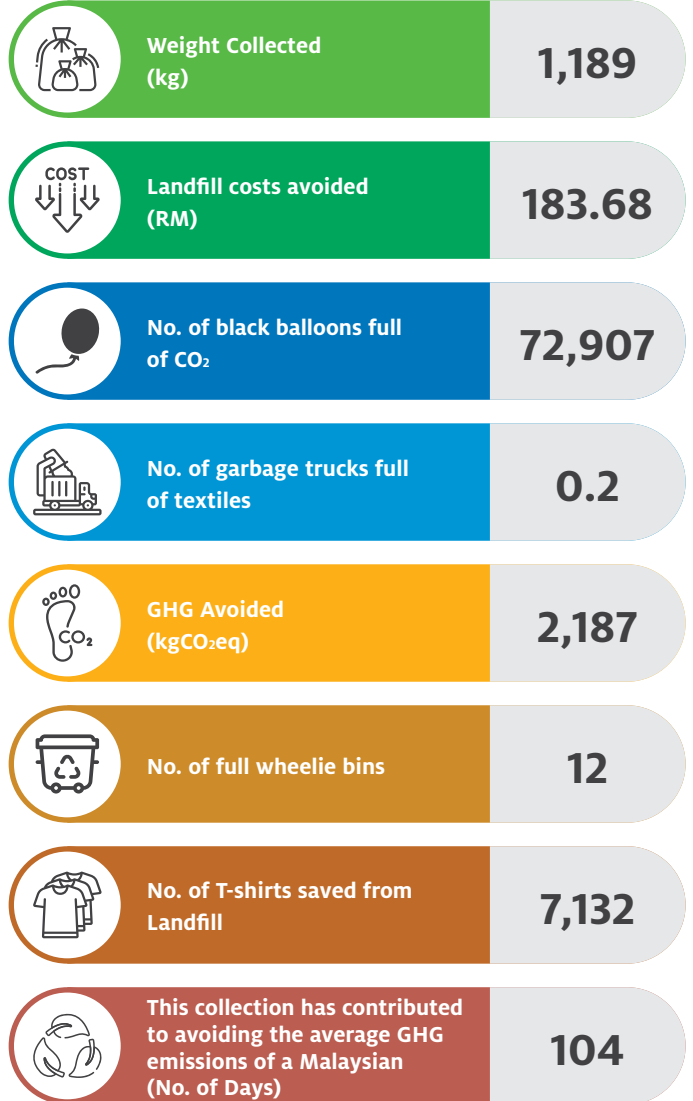 Weight Collected
(kg)
1,189
COST
Landfill costs avoided
(RM)
183.68
No. of black balloons full
of CO₂
72,907
No. of garbage trucks full
of textiles
0.2
CO₂
GHG Avoided
(kgCO₂eq)
2,187
No. of full wheelie bins
12
No. of T-shirts saved from
Landfill
7,132
This collection has contributed
to avoiding the average GHG
emissions of a Malaysian
(No. of Days)
104